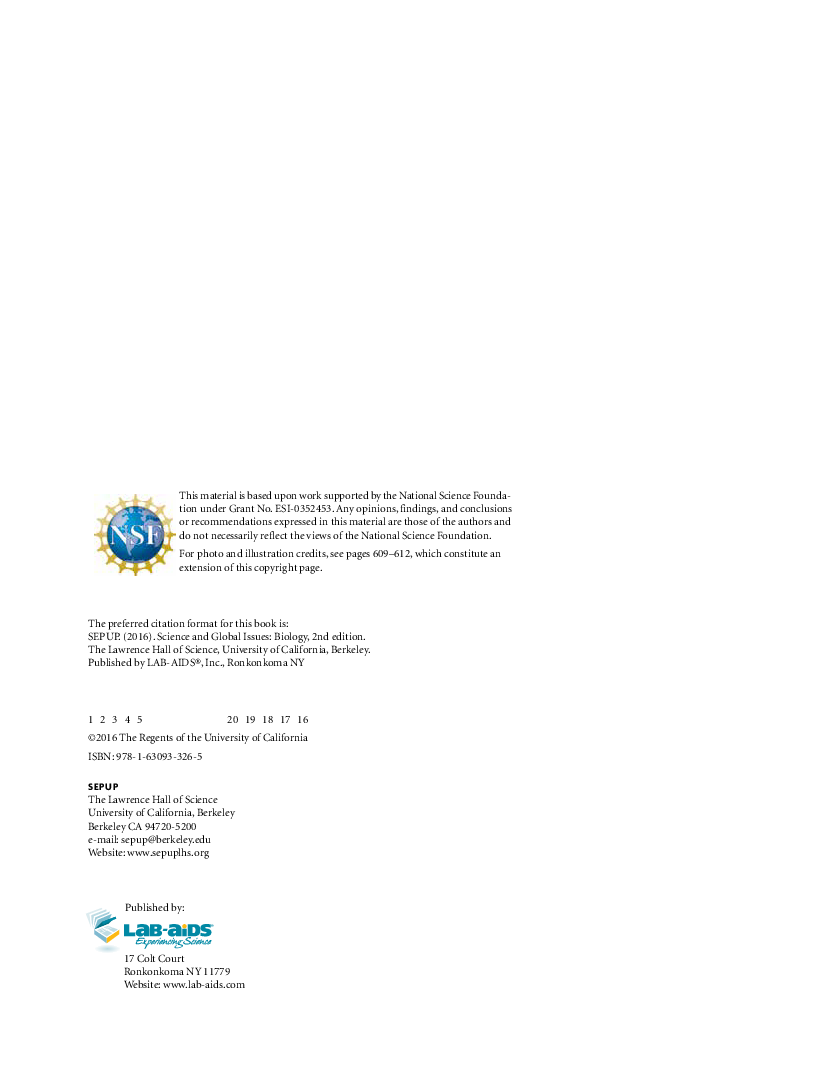 This material is based upon work supported by the National Science Founda-
tion under Grant No. ESI-0352453. Any opinions, findings, and conclusions
or recommendations expressed in this material are those of the authors and
do not necessarily reflect the views of the National Science Foundation.
NSF
For photo and illustration credits, see pages 609–612, which constitute an
extension of this copyright page.
The preferred citation format for this book is:
SEPUP. (2016). Science and Global Issues: Biology, 2nd edition.
The Lawrence Hall of Science, University of California, Berkeley.
Published by LAB-AIDS®, Inc., Ronkonkoma NY
1 2 3 4 5 20 19 18 17 16
©2016 The Regents of the University of California
ISBN: 978-1-63093-326-5
SEPUP
The Lawrence Hall of Science
University of California, Berkeley
Berkeley CA 94720-5200
e-mail: sepup@berkeley.edu
Website: www.sepuplhs.org
Published by:
LAB-AIDS
Experiencing Science
17 Colt Court
Ronkonkoma NY 11779
Website: www.lab-aids.com